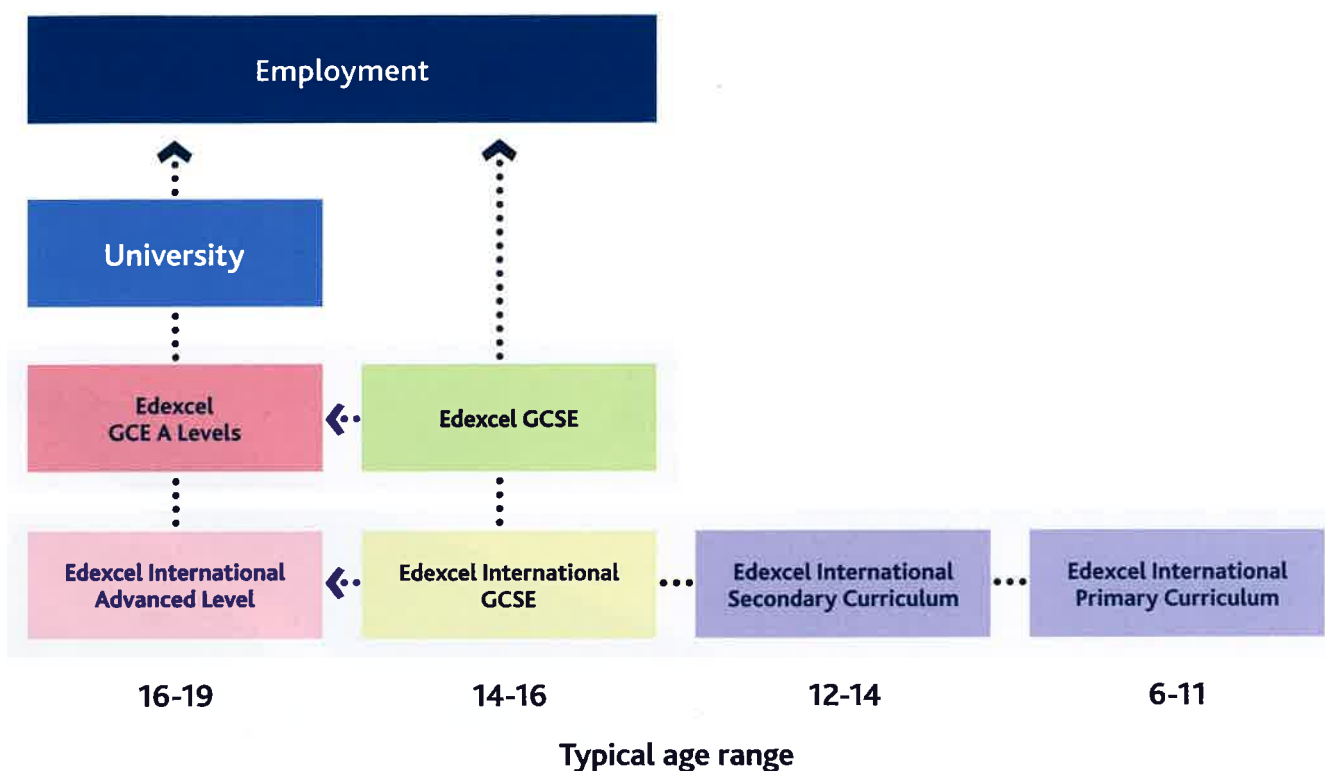 Employment
University
Edexcel
GCE A Levels
Edexcel GCSE
Edexcel International
Advanced Level
Edexcel International
GCSE
Edexcel International
Secondary Curriculum
Edexcel International
Primary Curriculum
16-19
14-16
12-14
6-11
Typical age range